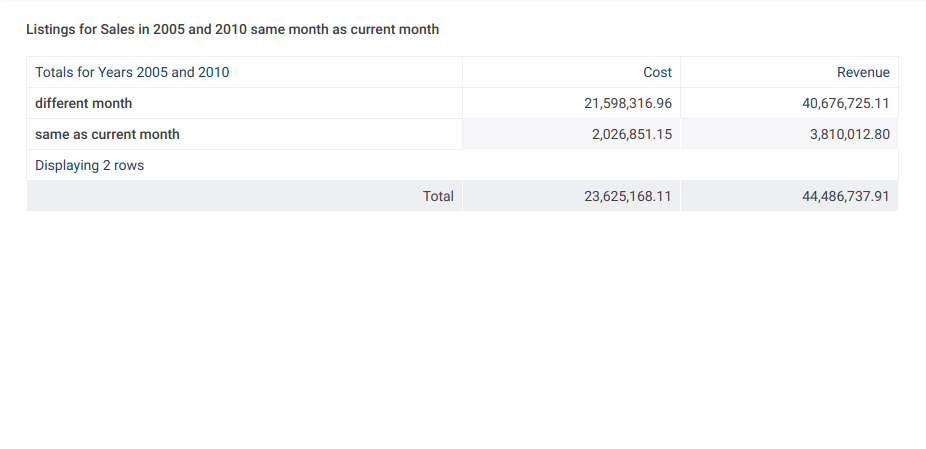 Listings for Sales in 2005 and 2010 same month as current month
Totals for Years 2005 and 2010 Cost Revenue
different month 21,598,316.96 40,676,725.11
same as current month 2,026,851.15 3,810,012.80
Displaying 2 rows
Total 23,625,168.11 44,486,737.91